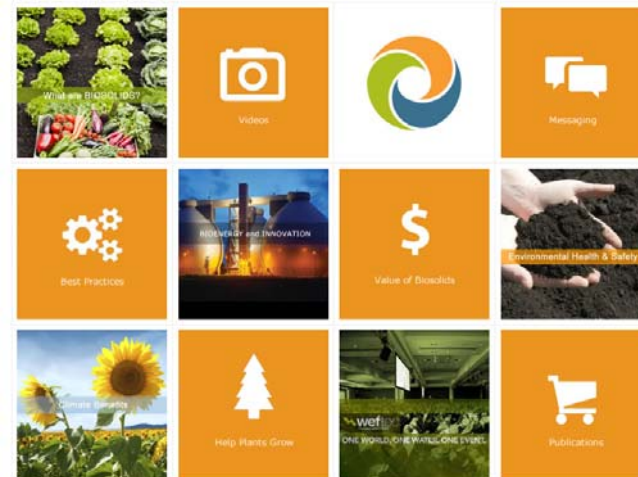 What are BIOSOLIDS?
Videos
Messaging
Best Practices
BIOENERGY and INNOVATION
Value of Biosolids
Environmental Health & Safety
Climate Benefits
Help Plants Grow
weftec
ONE WORLD. ONE WATER. ONE EVENT.
Publications